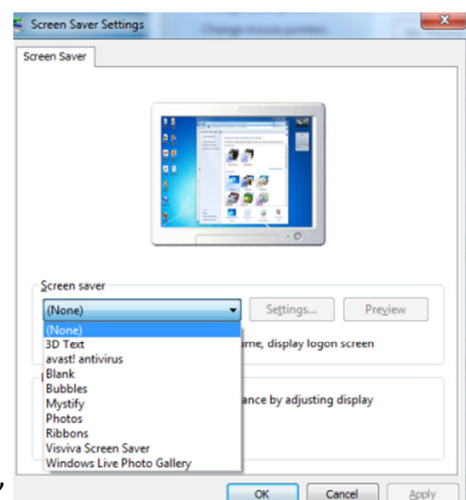 Screen Saver Settings
Screen Saver
Screen saver
(None)
Settings...
Preview
(None)
3D Text
avast! antivirus
Blank
Bubbles
Mystify
Photos
Ribbons
Visviva Screen Saver
Windows Live Photo Gallery
ume, display logon screen
ance by adjusting display
OK
Cancel
Apply
,